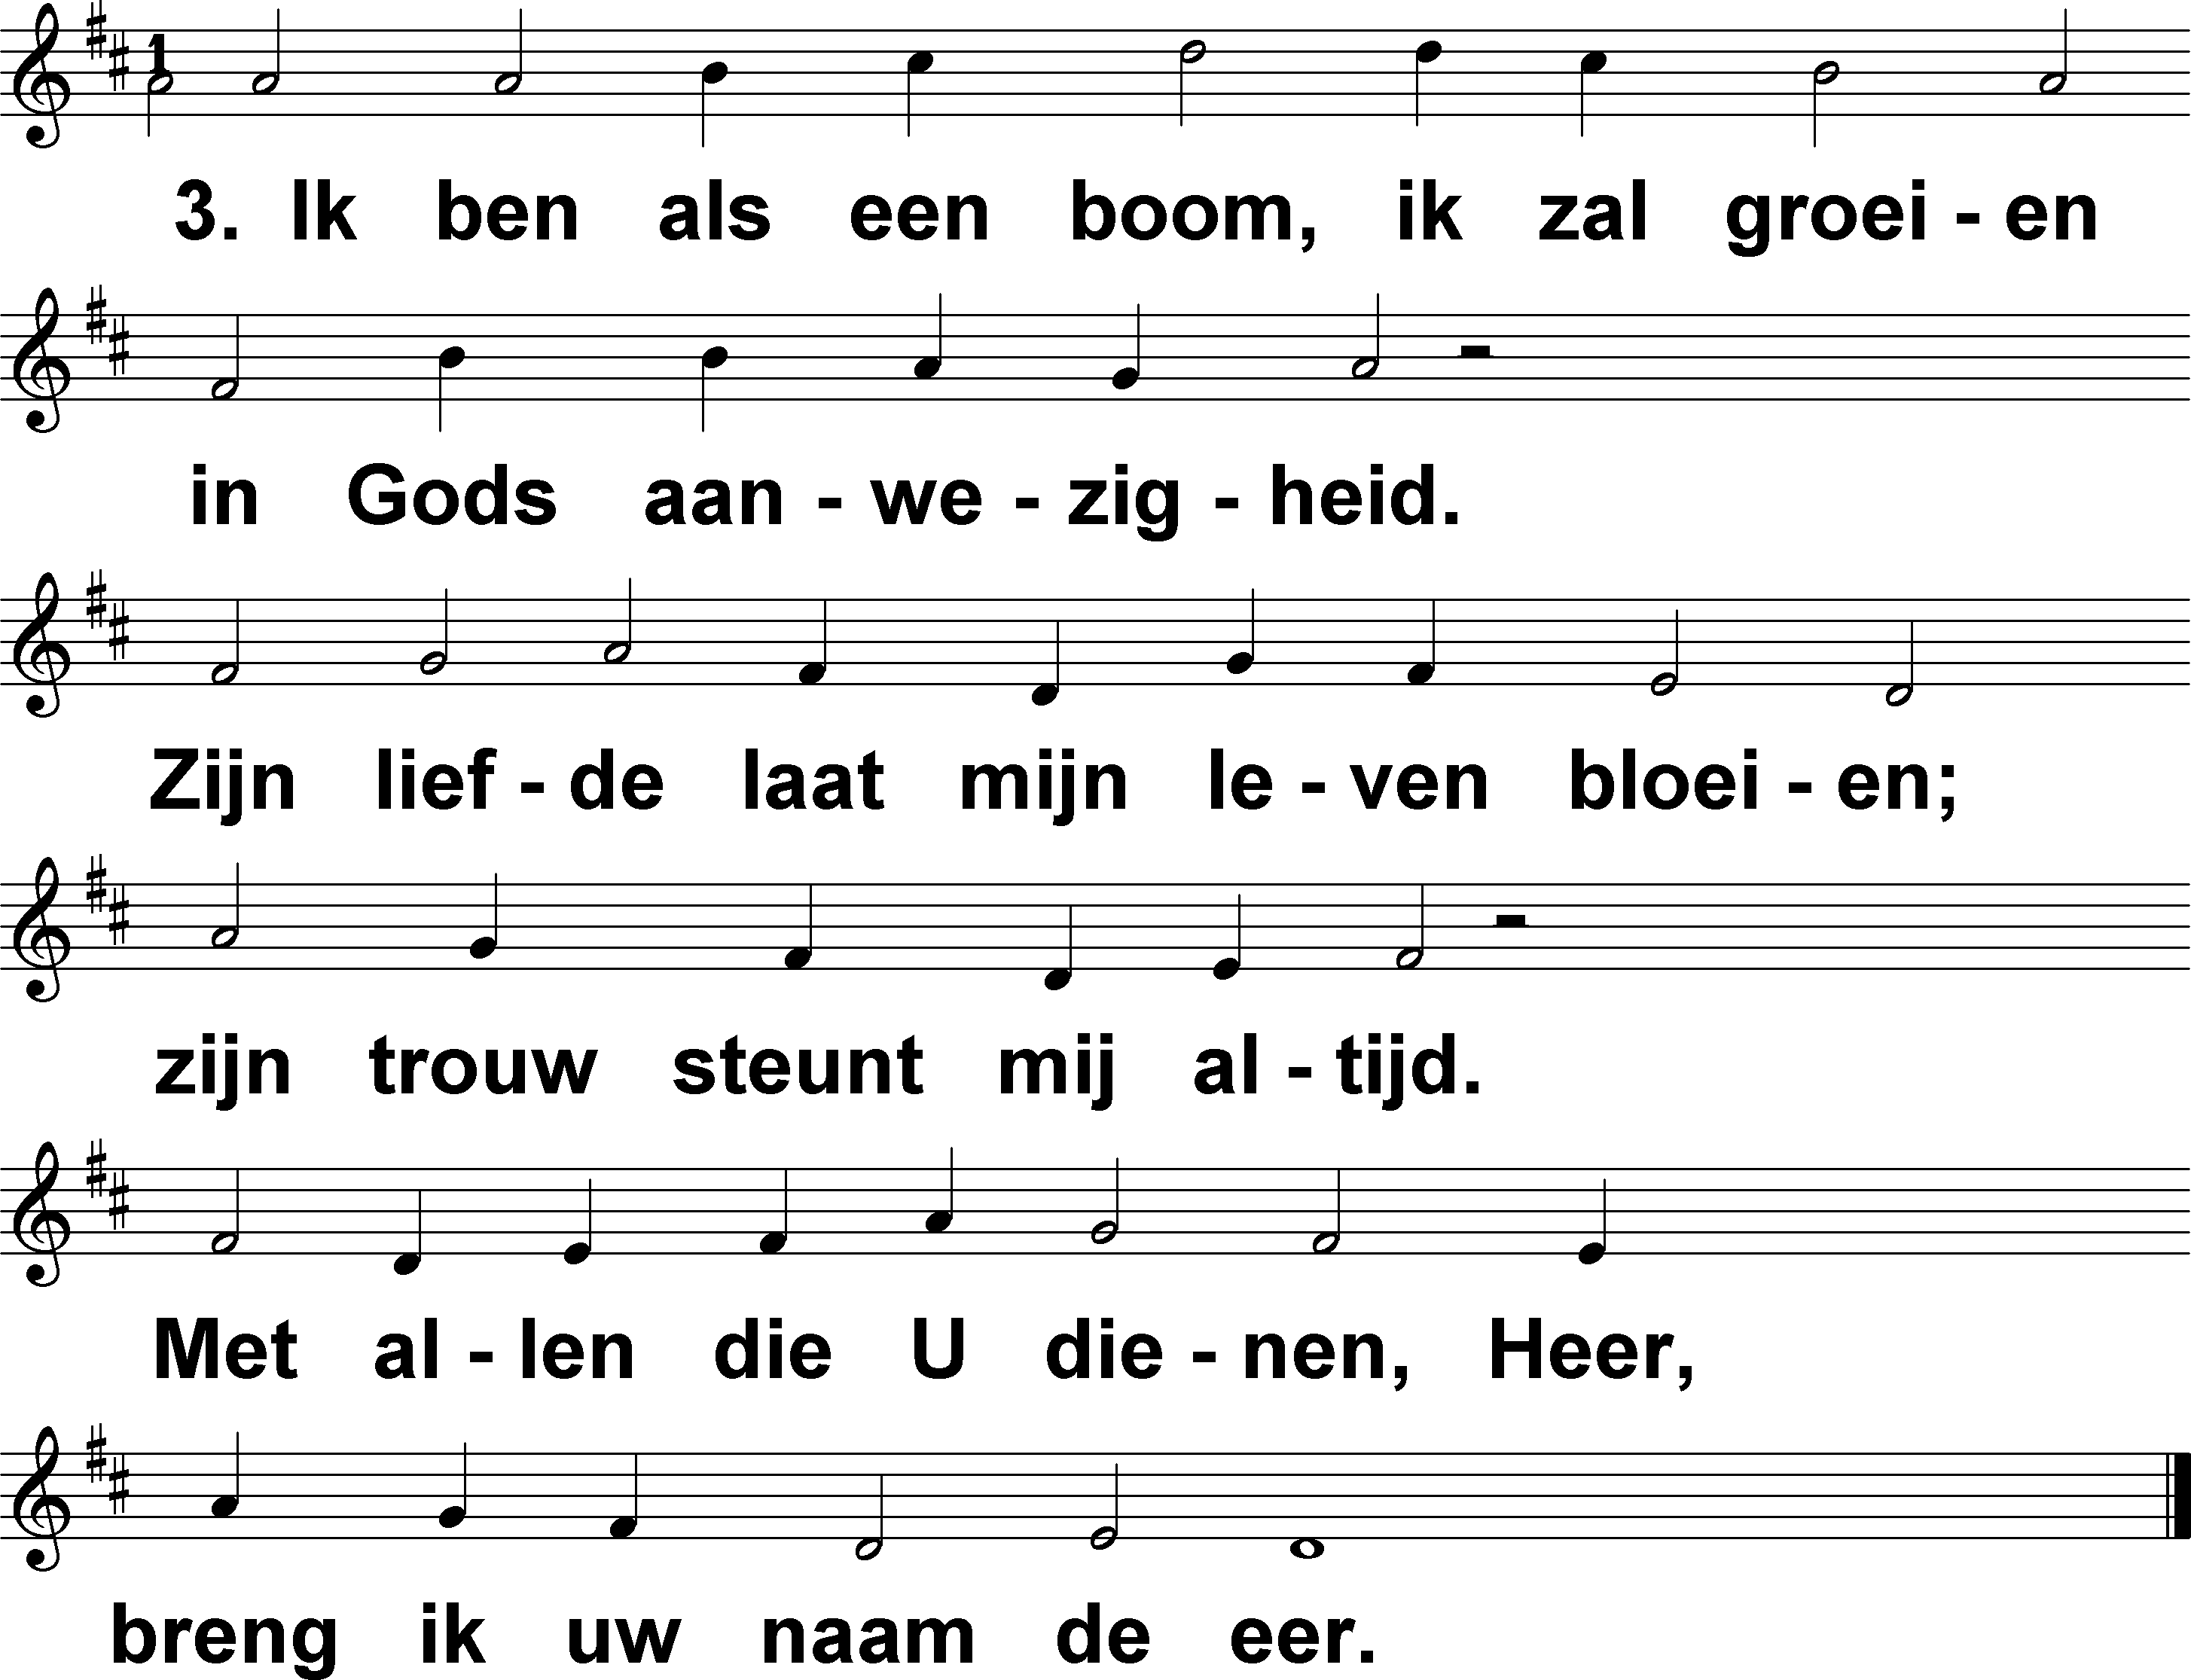 1
3. Ik ben als een boom, ik zal groei - en
in Gods aan - we - zig - heid.
Zijn lief - de laat mijn le - ven bloei - en;
zijn trouw steunt mij al - tijd.
Met al - len die U die - nen, Heer,
breng ik uw naam de eer.